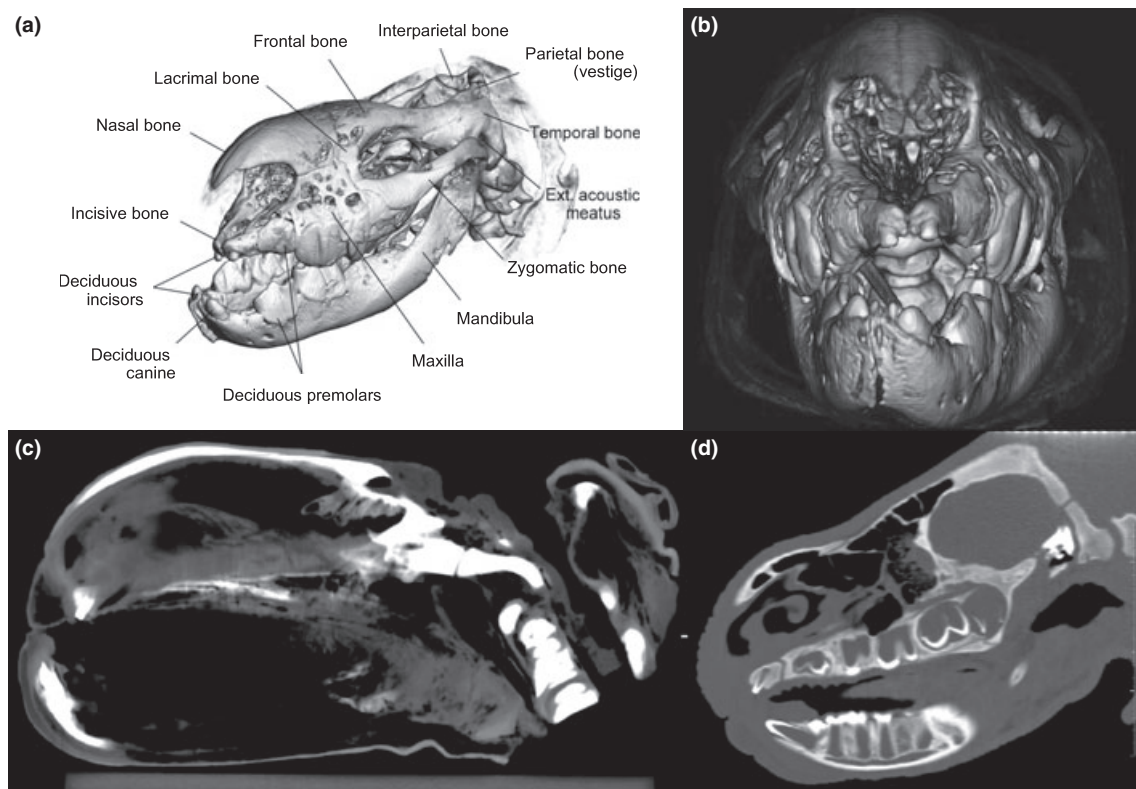 (a)
Interparietal bone
Frontal bone
Parietal bone
(vestige)
Lacrimal bone
Nasal bone
Temporal bone
Ext. acoustic
meatus
Incisive bone
Zygomatic bone
Deciduous
incisors
Mandibula
Deciduous
canine
Maxilla
Deciduous premolars
(b)
(c)
(d)